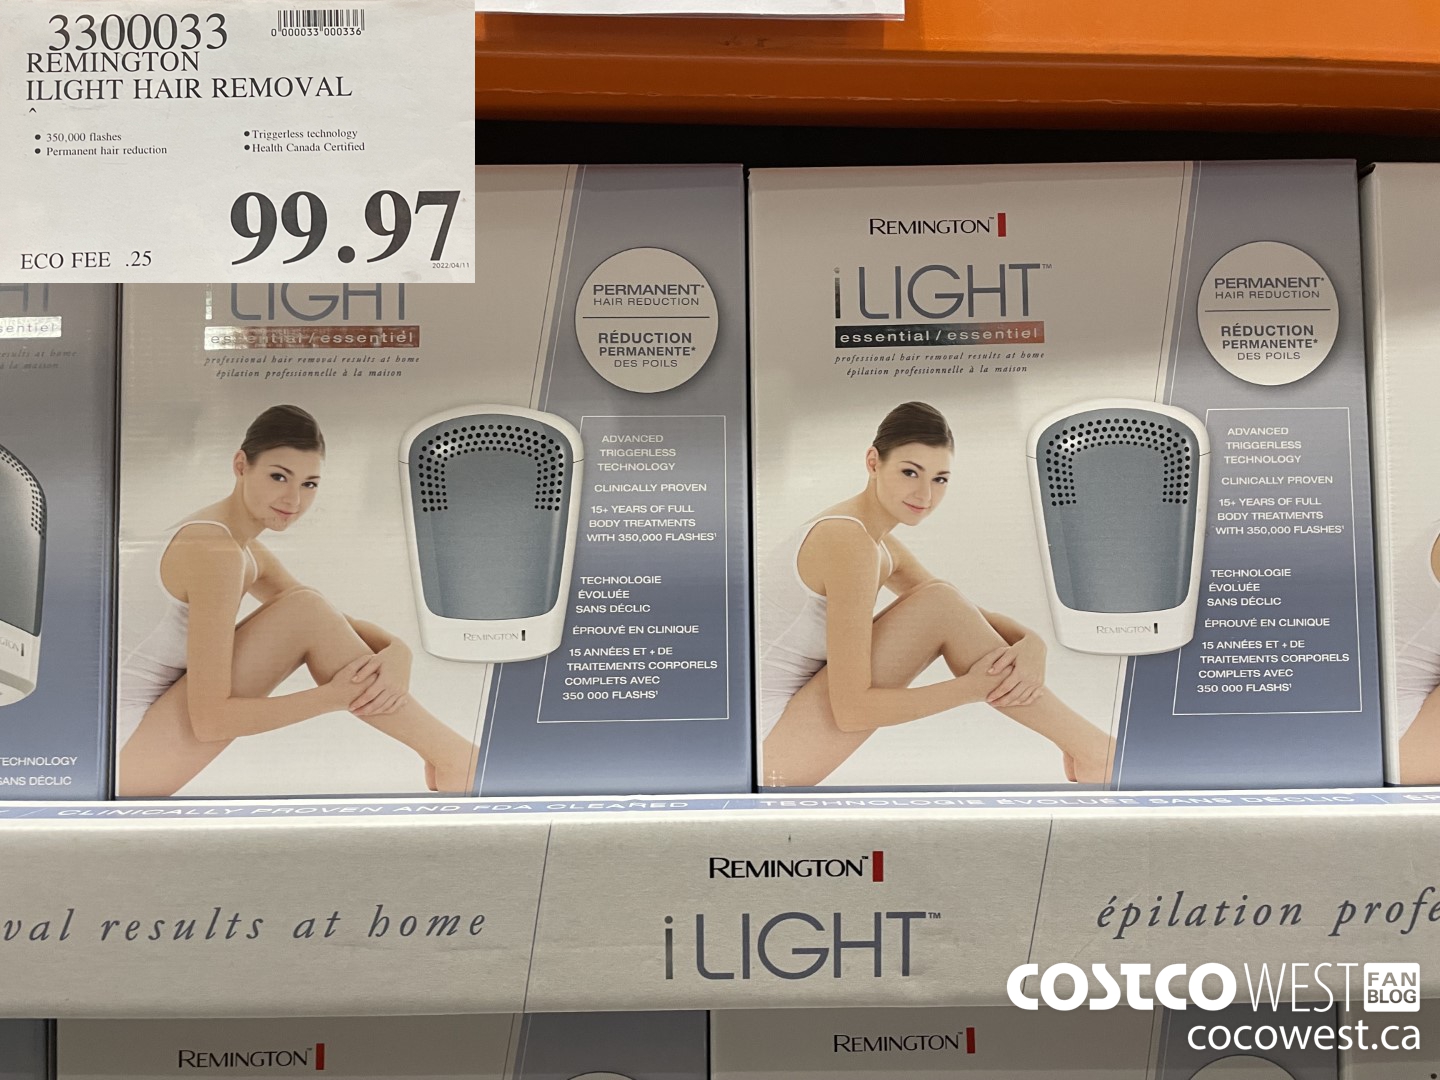 3300033
0 000033 000336
REMINGTON
ILIGHT HAIR REMOVAL
^
• 350,000 flashes
• Permanent hair reduction
• Triggerless technology
• Health Canada Certified
99.97
ECO FEE .25
2022/04/11
sentiel
TECHNOLOGY
SANS DÉCLIC
i LIGHT
essential / essentiel
professional hair removal results at home
épilation professionnelle à la maison
PERMANENT*
HAIR REDUCTION
RÉDUCTION
PERMANENTE*
DES POILS
ADVANCED
TRIGGERLESS
TECHNOLOGY
CLINICALLY PROVEN
15+ YEARS OF FULL
BODY TREATMENTS
WITH 350,000 FLASHES¹
TECHNOLOGIE
ÉVOLUÉE
SANS DÉCLIC
ÉPROUVÉ EN CLINIQUE
15 ANNÉES ET + DE
TRAITEMENTS CORPORELS
COMPLETS AVEC
350 000 FLASHS¹
REMINGTON
REMINGTON™
i LIGHT™
essential / essentiel
professional hair removal results at home
épilation professionnelle à la maison
PERMANENT*
HAIR REDUCTION
RÉDUCTION
PERMANENTE*
DES POILS
ADVANCED
TRIGGERLESS
TECHNOLOGY
CLINICALLY PROVEN
15+ YEARS OF FULL
BODY TREATMENTS
WITH 350,000 FLASHES¹
TECHNOLOGIE
ÉVOLUÉE
SANS DÉCLIC
ÉPROUVÉ EN CLINIQUE
15 ANNÉES ET + DE
TRAITEMENTS CORPORELS
COMPLETS AVEC
350 000 FLASHS¹
REMINGTON
CLINICALLY PROVEN AND FDA CLEARED | TECHNOLOGIE ÉVOLUÉE SANS DÉCLIC |
val results at home
REMINGTON™
i LIGHT™
épilation profe
COSTCO WEST FAN BLOG
cocowest.ca
REMINGTON™
REMINGTON™